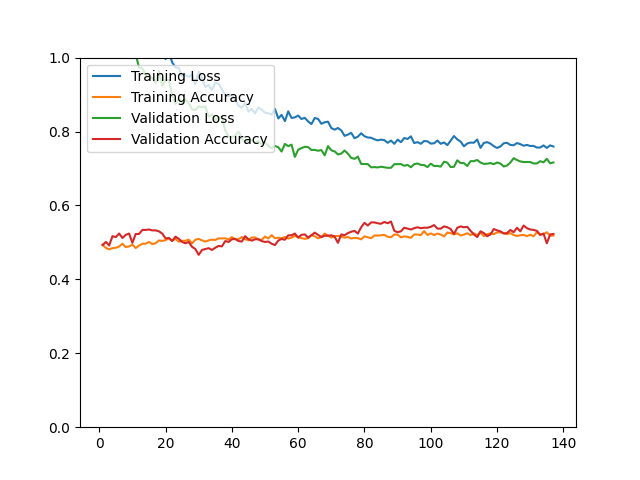 1.0
0.8
0.6
0.4
0.2
0.0
Training Loss
Training Accuracy
Validation Loss
Validation Accuracy
0 20 40 60 80 100 120 140